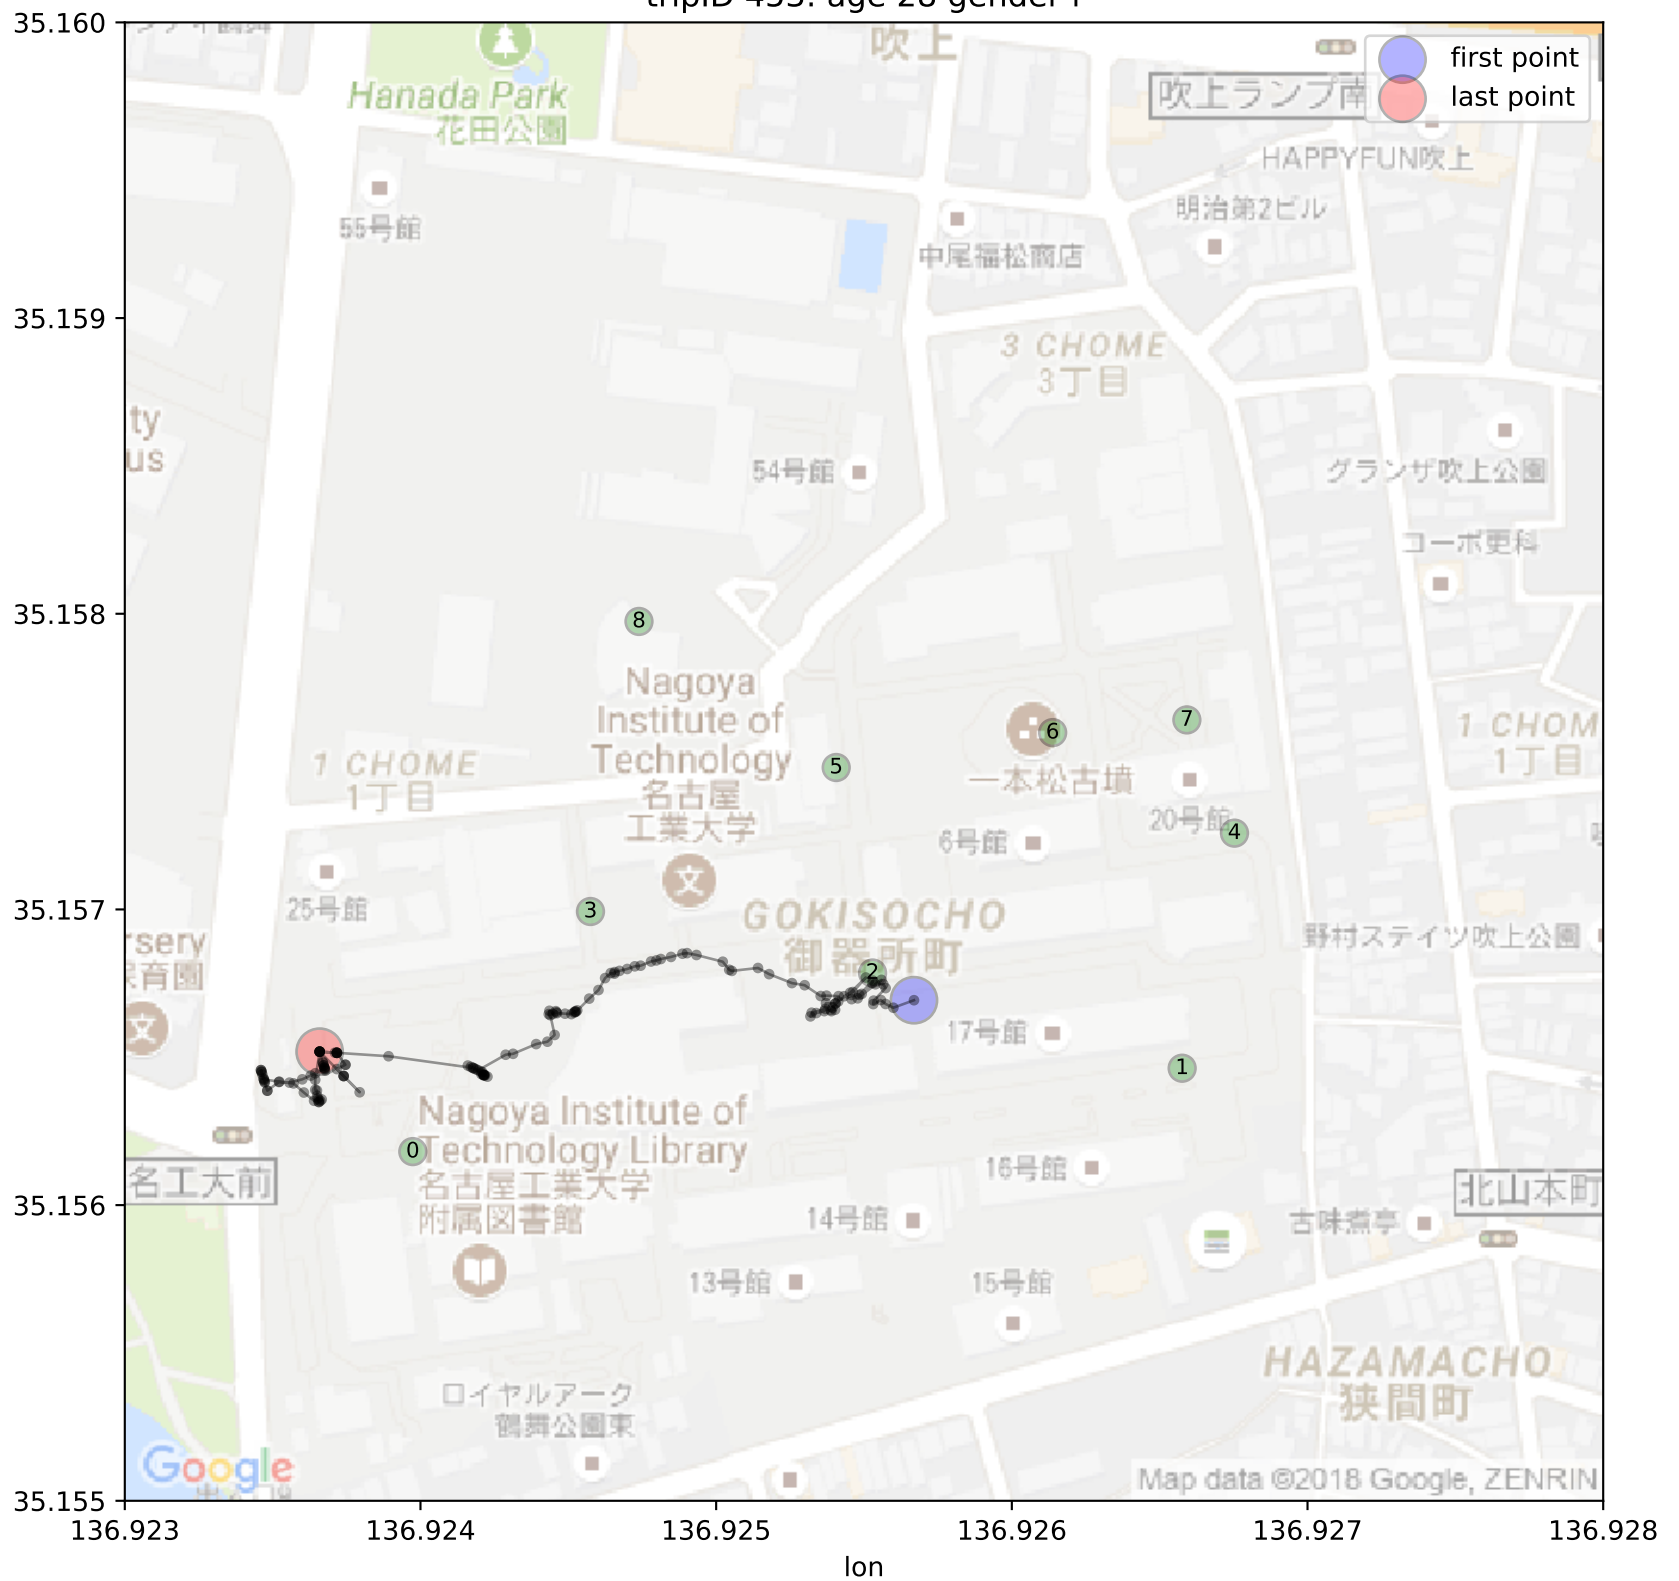 35.160
35.159
35.158
35.157
35.156
35.155
136.923
136.924
136.925
136.926
136.927
136.928
lon
first point
last point
吹上
吹上ランプ南
Hanada Park
花田公園
HAPPYFUN吹上
明治第2ビル
55号館
中尾福松商店
3 CHOME
3丁目
ty
us
54号館
グランザ吹上公園
コーポ更科
8
Nagoya
Institute of
Technology
名古屋
工業大学
7
6
5
1 CHOM
1丁目
1 CHOME
1丁目
一本松古墳
20号館
4
6号館
25号館
3
GOKISOCHO
御器所町
野村ステイツ吹上公園
rsery
保育園
2
17号館
1
Nagoya Institute of
Technology Library
名古屋工業大学
附属図書館
0
名工大前
16号館
北山本町
14号館
古味煮亭
13号館
15号館
HAZAMACHO
狭間町
ロイヤルアーク
鶴舞公園東
Google
Map data ©2018 Google, ZENRIN